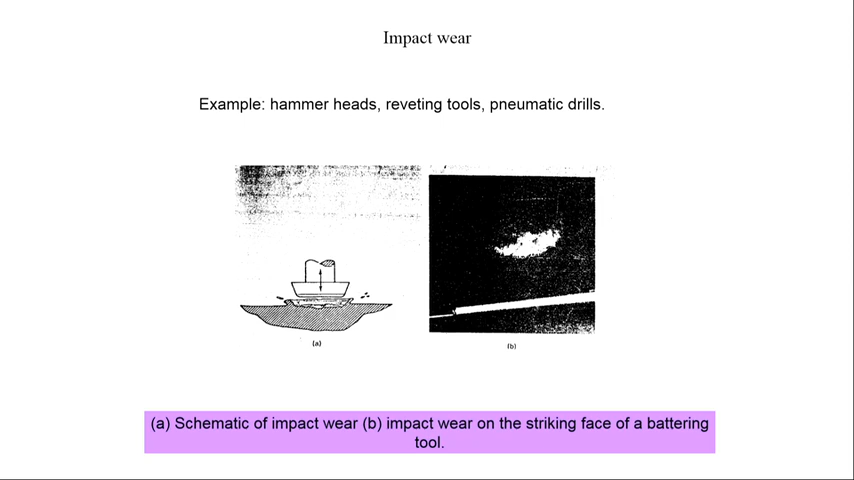 Impact wear
Example: hammer heads, reveting tools, pneumatic drills.
(a)
(b)
(a) Schematic of impact wear (b) impact wear on the striking face of a battering
tool.